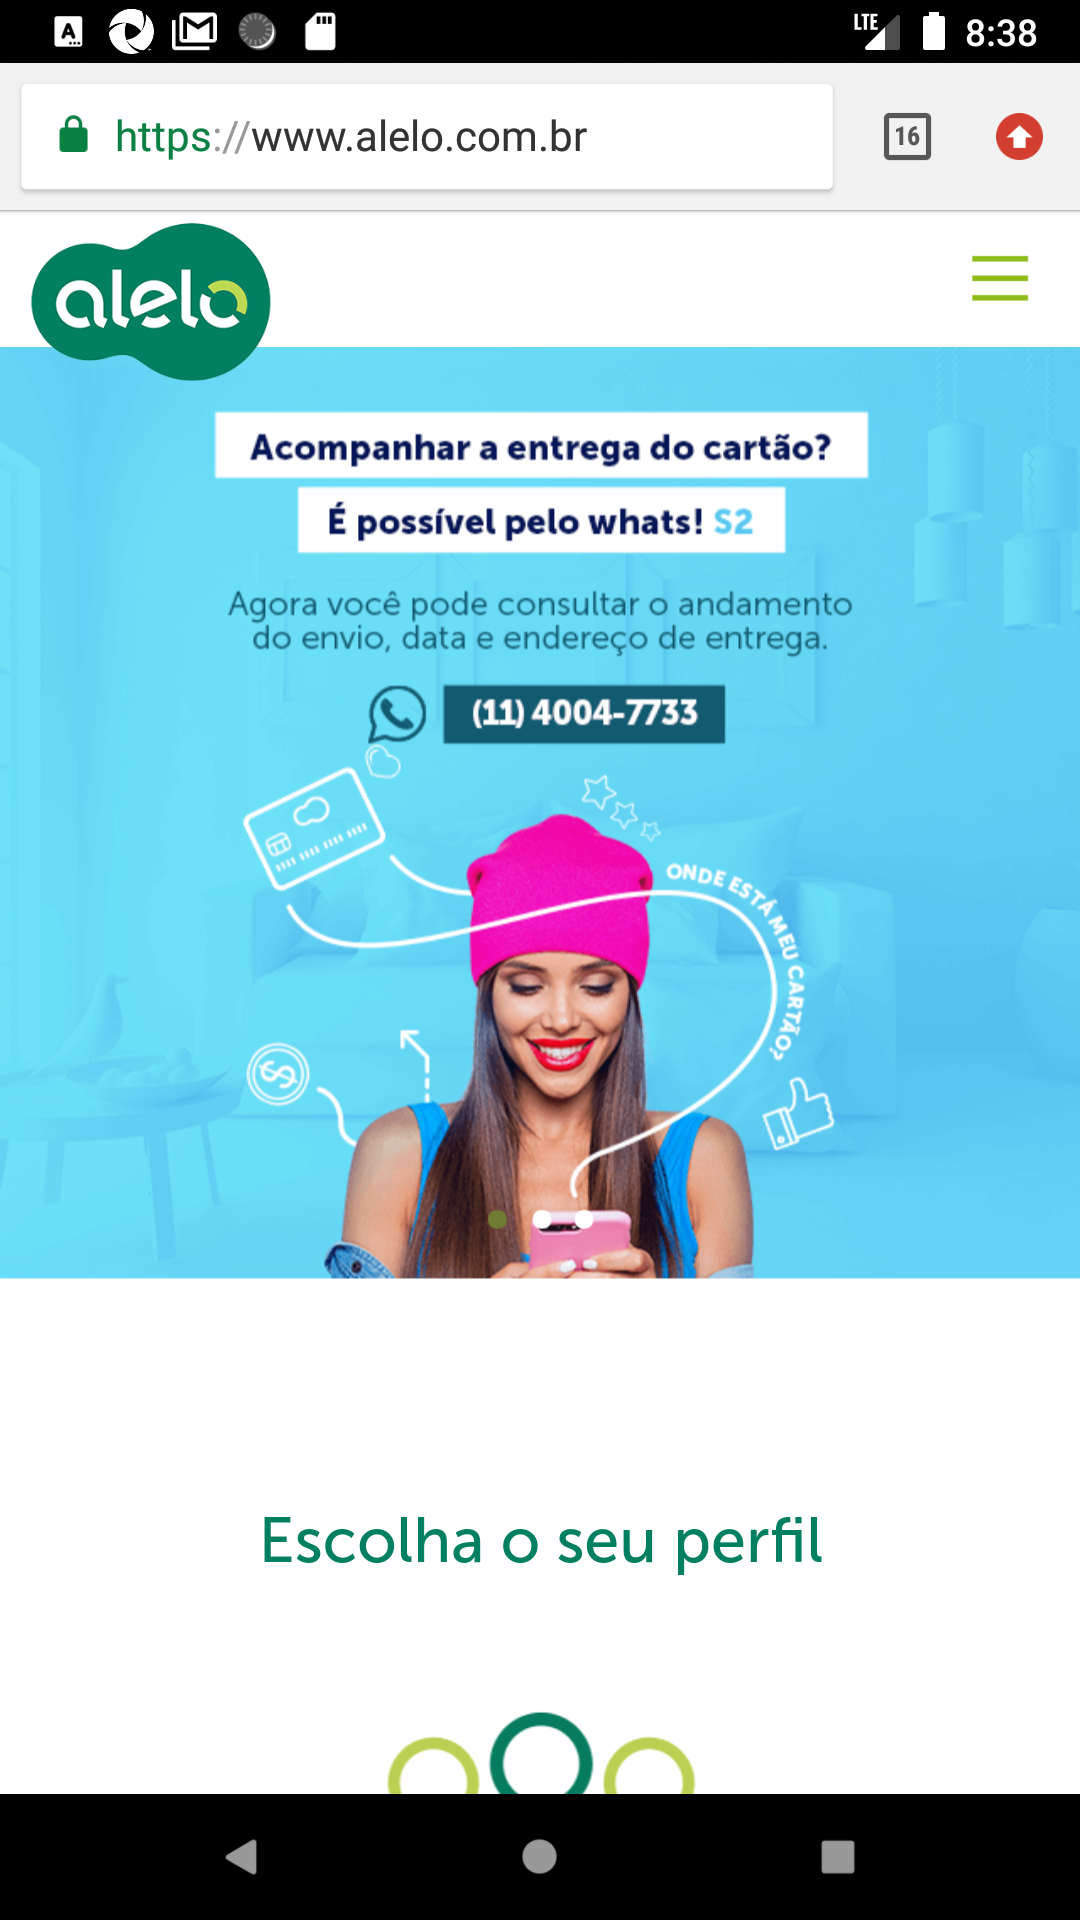 LTE 8:38
https://www.alelo.com.br 16
alelo
Acompanhar a entrega do cartão?
É possível pelo whats! S2
Agora você pode consultar o andamento
do envio, data e endereço de entrega.
(11) 4004-7733
ONDE ESTÁ MEU CARTÃO?
Escolha o seu perfil